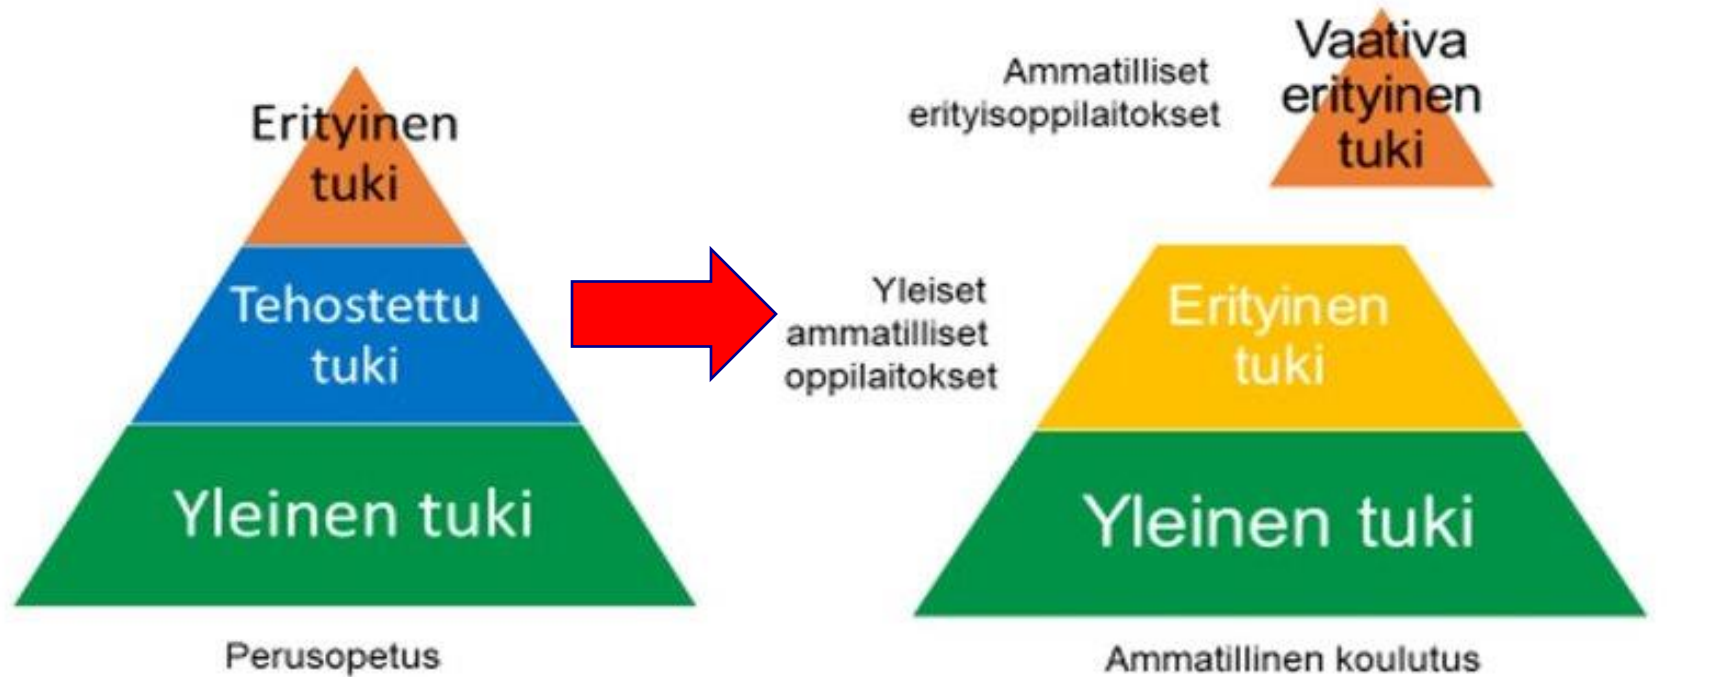 Erityinen
tuki
Tehostettu
tuki
Yleinen tuki
Perusopetus
Ammatilliset
erityisoppilaitokset
Vaativa
erityinen
tuki
Yleiset
ammatilliset
oppilaitokset
Erityinen
tuki
Yleinen tuki
Ammatillinen koulutus